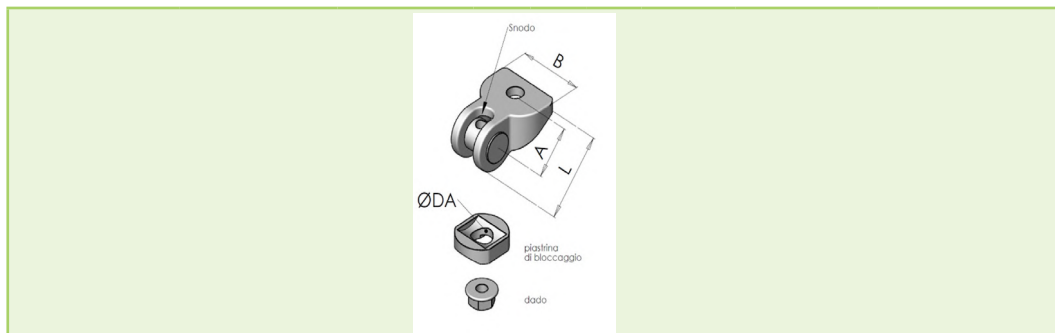 Snodo
B
A
L
ØDA
piastrina
di bloccaggio
dado